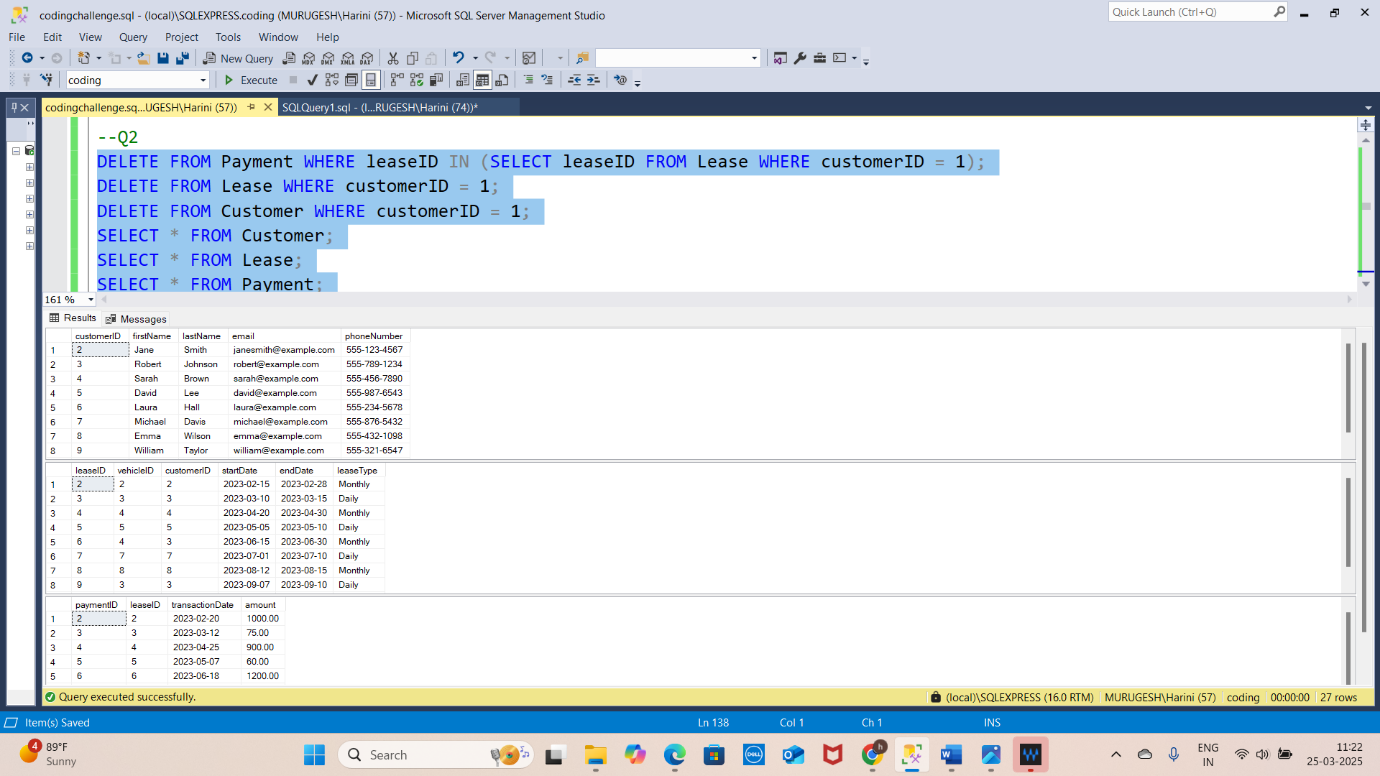 codingchallenge.sql - (local)\SQLEXPRESS.coding (MURUGESH\Harini (57)) - Microsoft SQL Server Management Studio
Quick Launch (Ctrl+Q)
File Edit View Query Project Tools Window Help
New Query
coding Execute
codingchallenge.sq...UGESH\Harini (57)) SQLQuery1.sql - (l...RUGESH\Harini (74))*
--Q2
DELETE FROM Payment WHERE leaseID IN (SELECT leaseID FROM Lease WHERE customerID = 1);
DELETE FROM Lease WHERE customerID = 1;
DELETE FROM Customer WHERE customerID = 1;
SELECT * FROM Customer;
SELECT * FROM Lease;
SELECT * FROM Payment;
161 %
Results Messages
customerID firstName lastName email phoneNumber
1 2 Jane Smith janesmith@example.com 555-123-4567
2 3 Robert Johnson robert@example.com 555-789-1234
3 4 Sarah Brown sarah@example.com 555-456-7890
4 5 David Lee david@example.com 555-987-6543
5 6 Laura Hall laura@example.com 555-234-5678
6 7 Michael Davis michael@example.com 555-876-5432
7 8 Emma Wilson emma@example.com 555-432-1098
8 9 William Taylor william@example.com 555-321-6547
leaseID vehicleID customerID startDate endDate leaseType
1 2 2 2 2023-02-15 2023-02-28 Monthly
2 3 3 3 2023-03-10 2023-03-15 Daily
3 4 4 4 2023-04-20 2023-04-30 Monthly
4 5 5 5 2023-05-05 2023-05-10 Daily
5 6 4 3 2023-06-15 2023-06-30 Monthly
6 7 7 7 2023-07-01 2023-07-10 Daily
7 8 8 8 2023-08-12 2023-08-15 Monthly
8 9 3 3 2023-09-07 2023-09-10 Daily
paymentID leaseID transactionDate amount
1 2 2 2023-02-20 1000.00
2 3 3 2023-03-12 75.00
3 4 4 2023-04-25 900.00
4 5 5 2023-05-07 60.00
5 6 6 2023-06-18 1200.00
Query executed successfully. (local)\SQLEXPRESS (16.0 RTM) MURUGESH\Harini (57) coding 00:00:00 27 rows
Item(s) Saved Ln 138 Col 1 Ch 1 INS
4 89°F
Sunny
Search
DELL
h
W
ENG
IN
11:22
25-03-2025